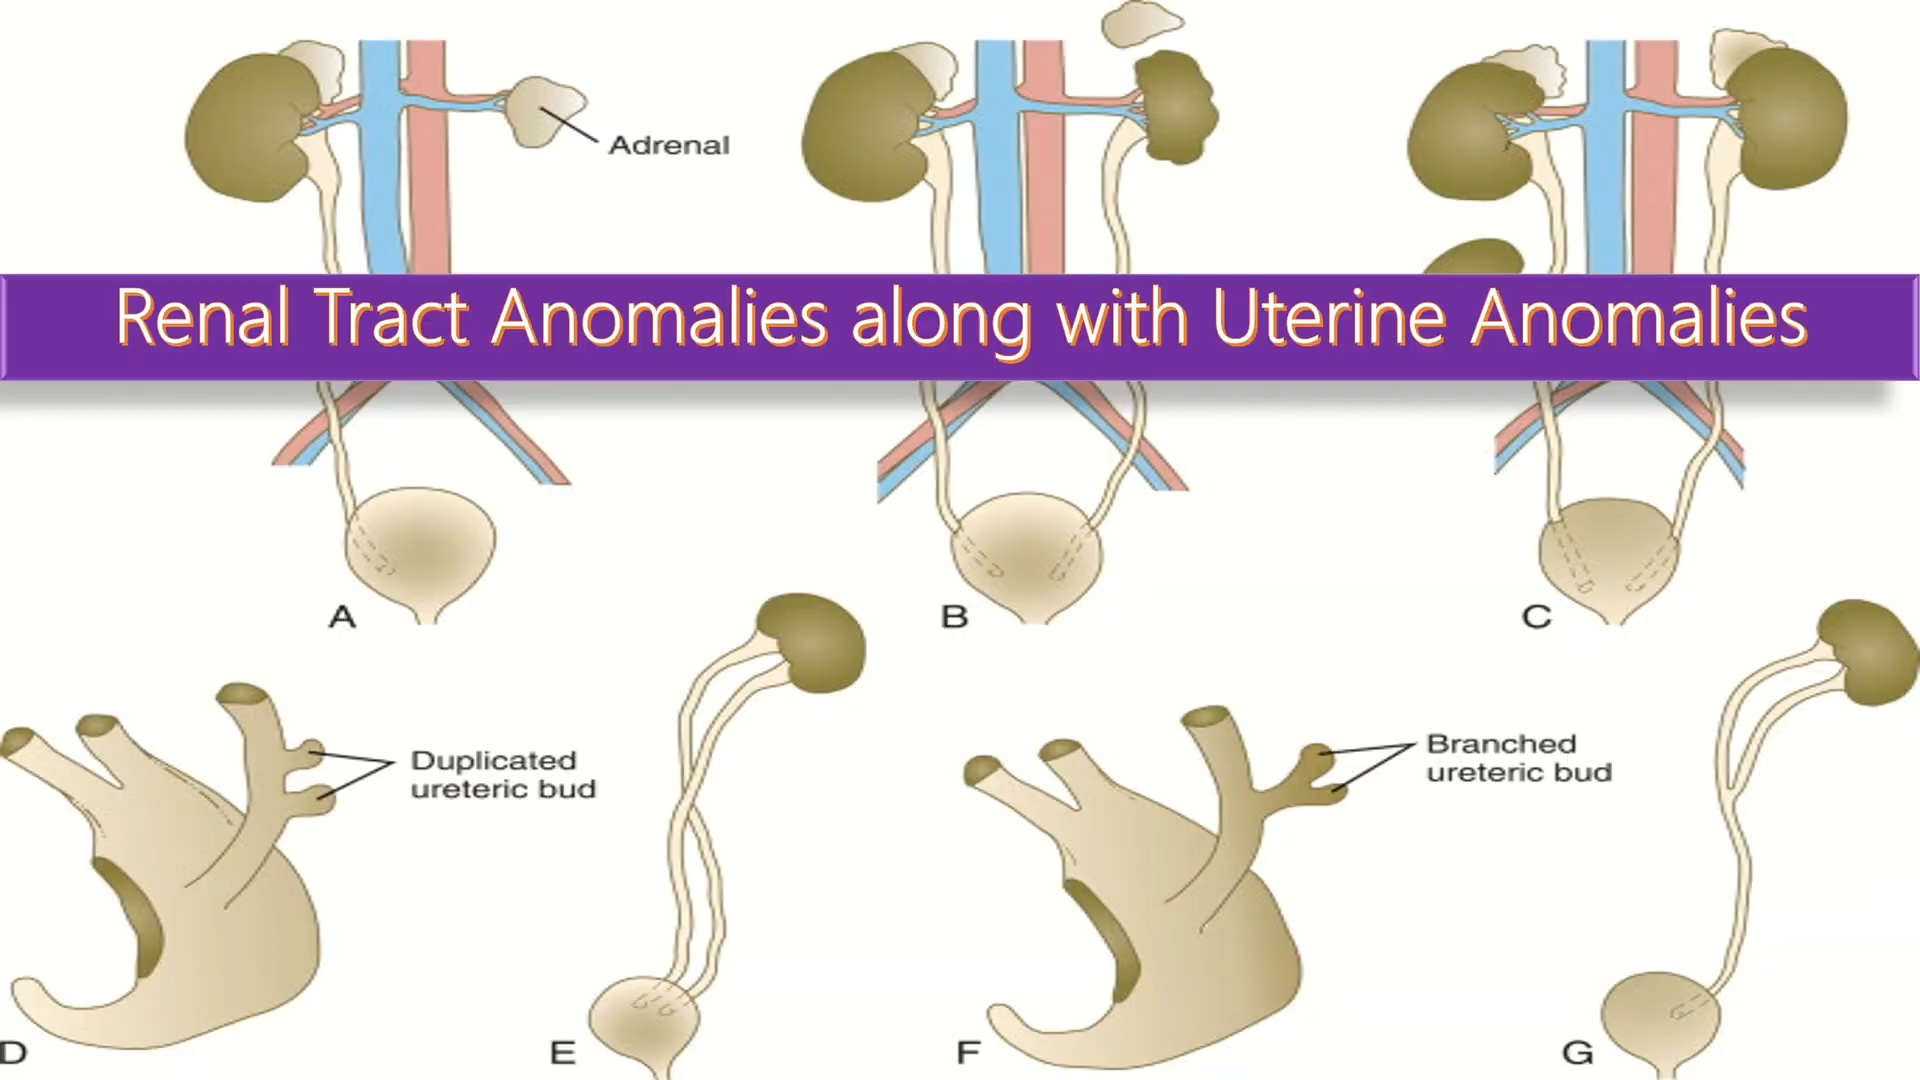 Adrenal
Renal Tract Anomalies along with Uterine Anomalies
A
B
C
Duplicated
ureteric bud
Branched
ureteric bud
D
E
F
G